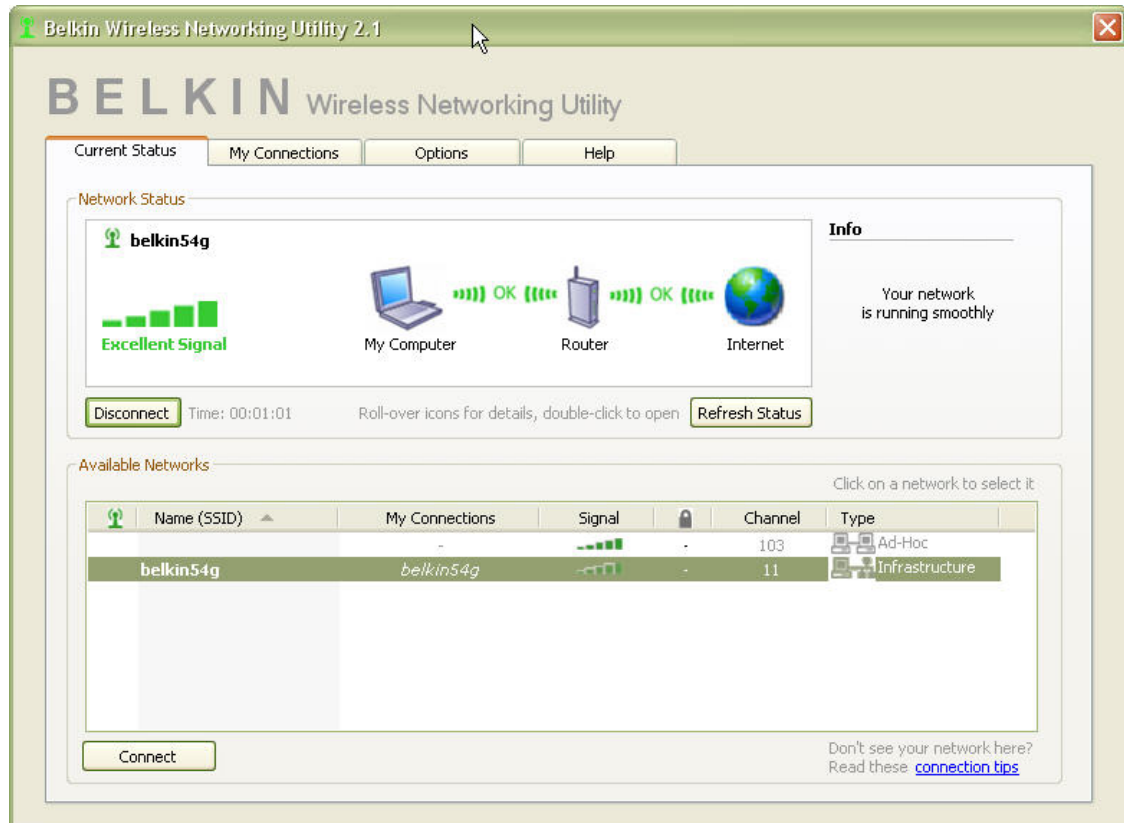 Belkin Wireless Networking Utility 2.1
BELKIN Wireless Networking Utility
Current Status My Connections Options Help
Network Status
belkin54g
Info
OK OK
Your network
is running smoothly
Excellent Signal
My Computer Router Internet
Disconnect Time: 00:01:01 Roll-over icons for details, double-click to open Refresh Status
Available Networks
Click on a network to select it
Name (SSID) My Connections Signal Channel Type
- - 103 Ad-Hoc
belkin54g belkin54g - 11 Infrastructure
Connect
Don't see your network here?
Read these connection tips